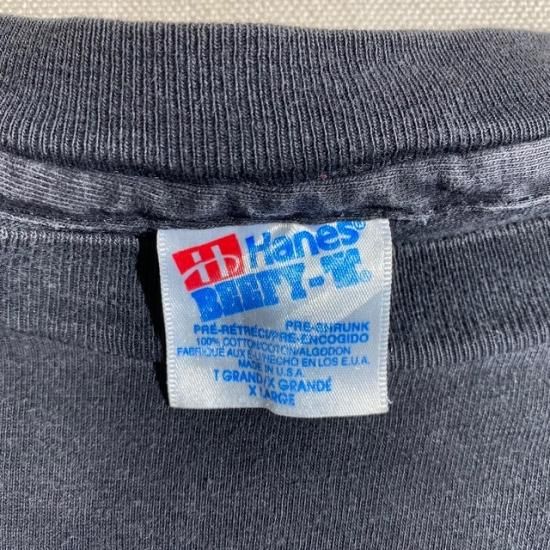 Hanes®
BEEFY-T®
PRÉ-RÉTRÉCI/PRE-SHRUNK
PRE-ENCOGIDO
100% COTTON/COTON/ALGODON
FABRIQUÉ AUX E-U./HECHO EN LOS E.U.A.
MADE IN U.S.A.
T GRAND/X GRANDÉ
X LARGE